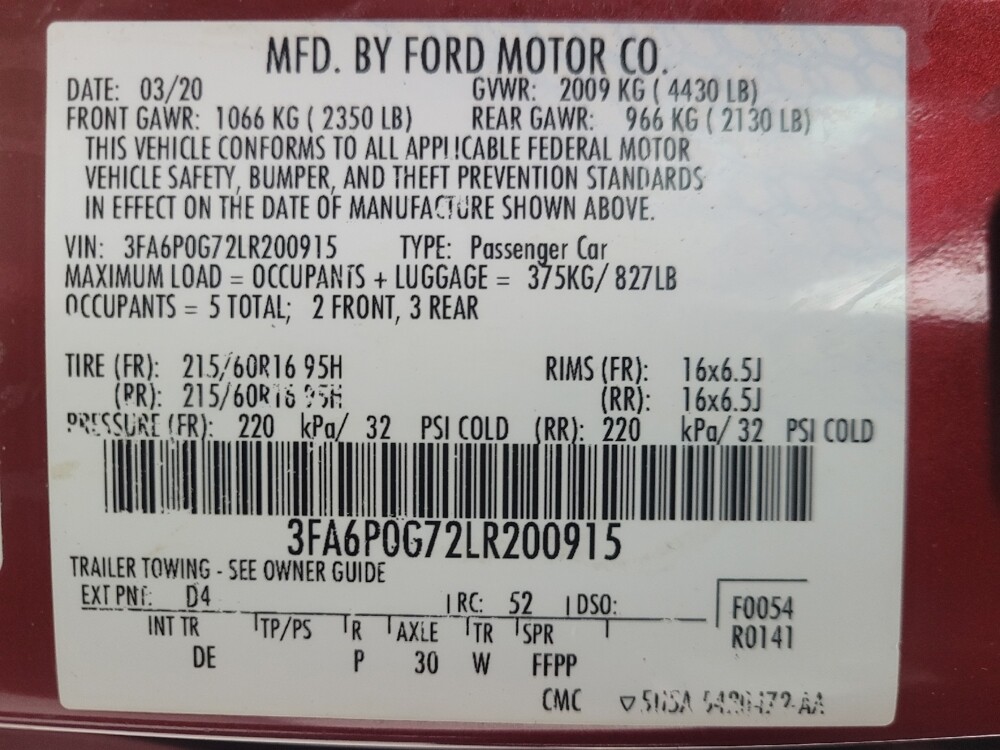 MFD. BY FORD MOTOR CO.
DATE: 03/20 GVWR: 2009 KG ( 4430 LB)
FRONT GAWR: 1066 KG ( 2350 LB) REAR GAWR: 966 KG ( 2130 LB)
THIS VEHICLE CONFORMS TO ALL APPLICABLE FEDERAL MOTOR
VEHICLE SAFETY, BUMPER, AND THEFT PREVENTION STANDARDS
IN EFFECT ON THE DATE OF MANUFACTURE SHOWN ABOVE.
VIN: 3FA6P0G72LR200915 TYPE: Passenger Car
MAXIMUM LOAD = OCCUPANTS + LUGGAGE = 375KG/ 827LB
OCCUPANTS = 5 TOTAL; 2 FRONT, 3 REAR
TIRE (FR): 215/60R16 95H RIMS (FR): 16x6.5J
(RR): 215/60R16 95H (RR): 16x6.5J
PRESSURE (FR): 220 kPa/ 32 PSI COLD (RR): 220 kPa/ 32 PSI COLD
3FA6P0G72LR200915
TRAILER TOWING - SEE OWNER GUIDE
EXT PNT: D4 RC: 52 DSO: F0054
INT TR TP/PS R AXLE TR SPR R0141
DE P 30 W FFPP
CMC